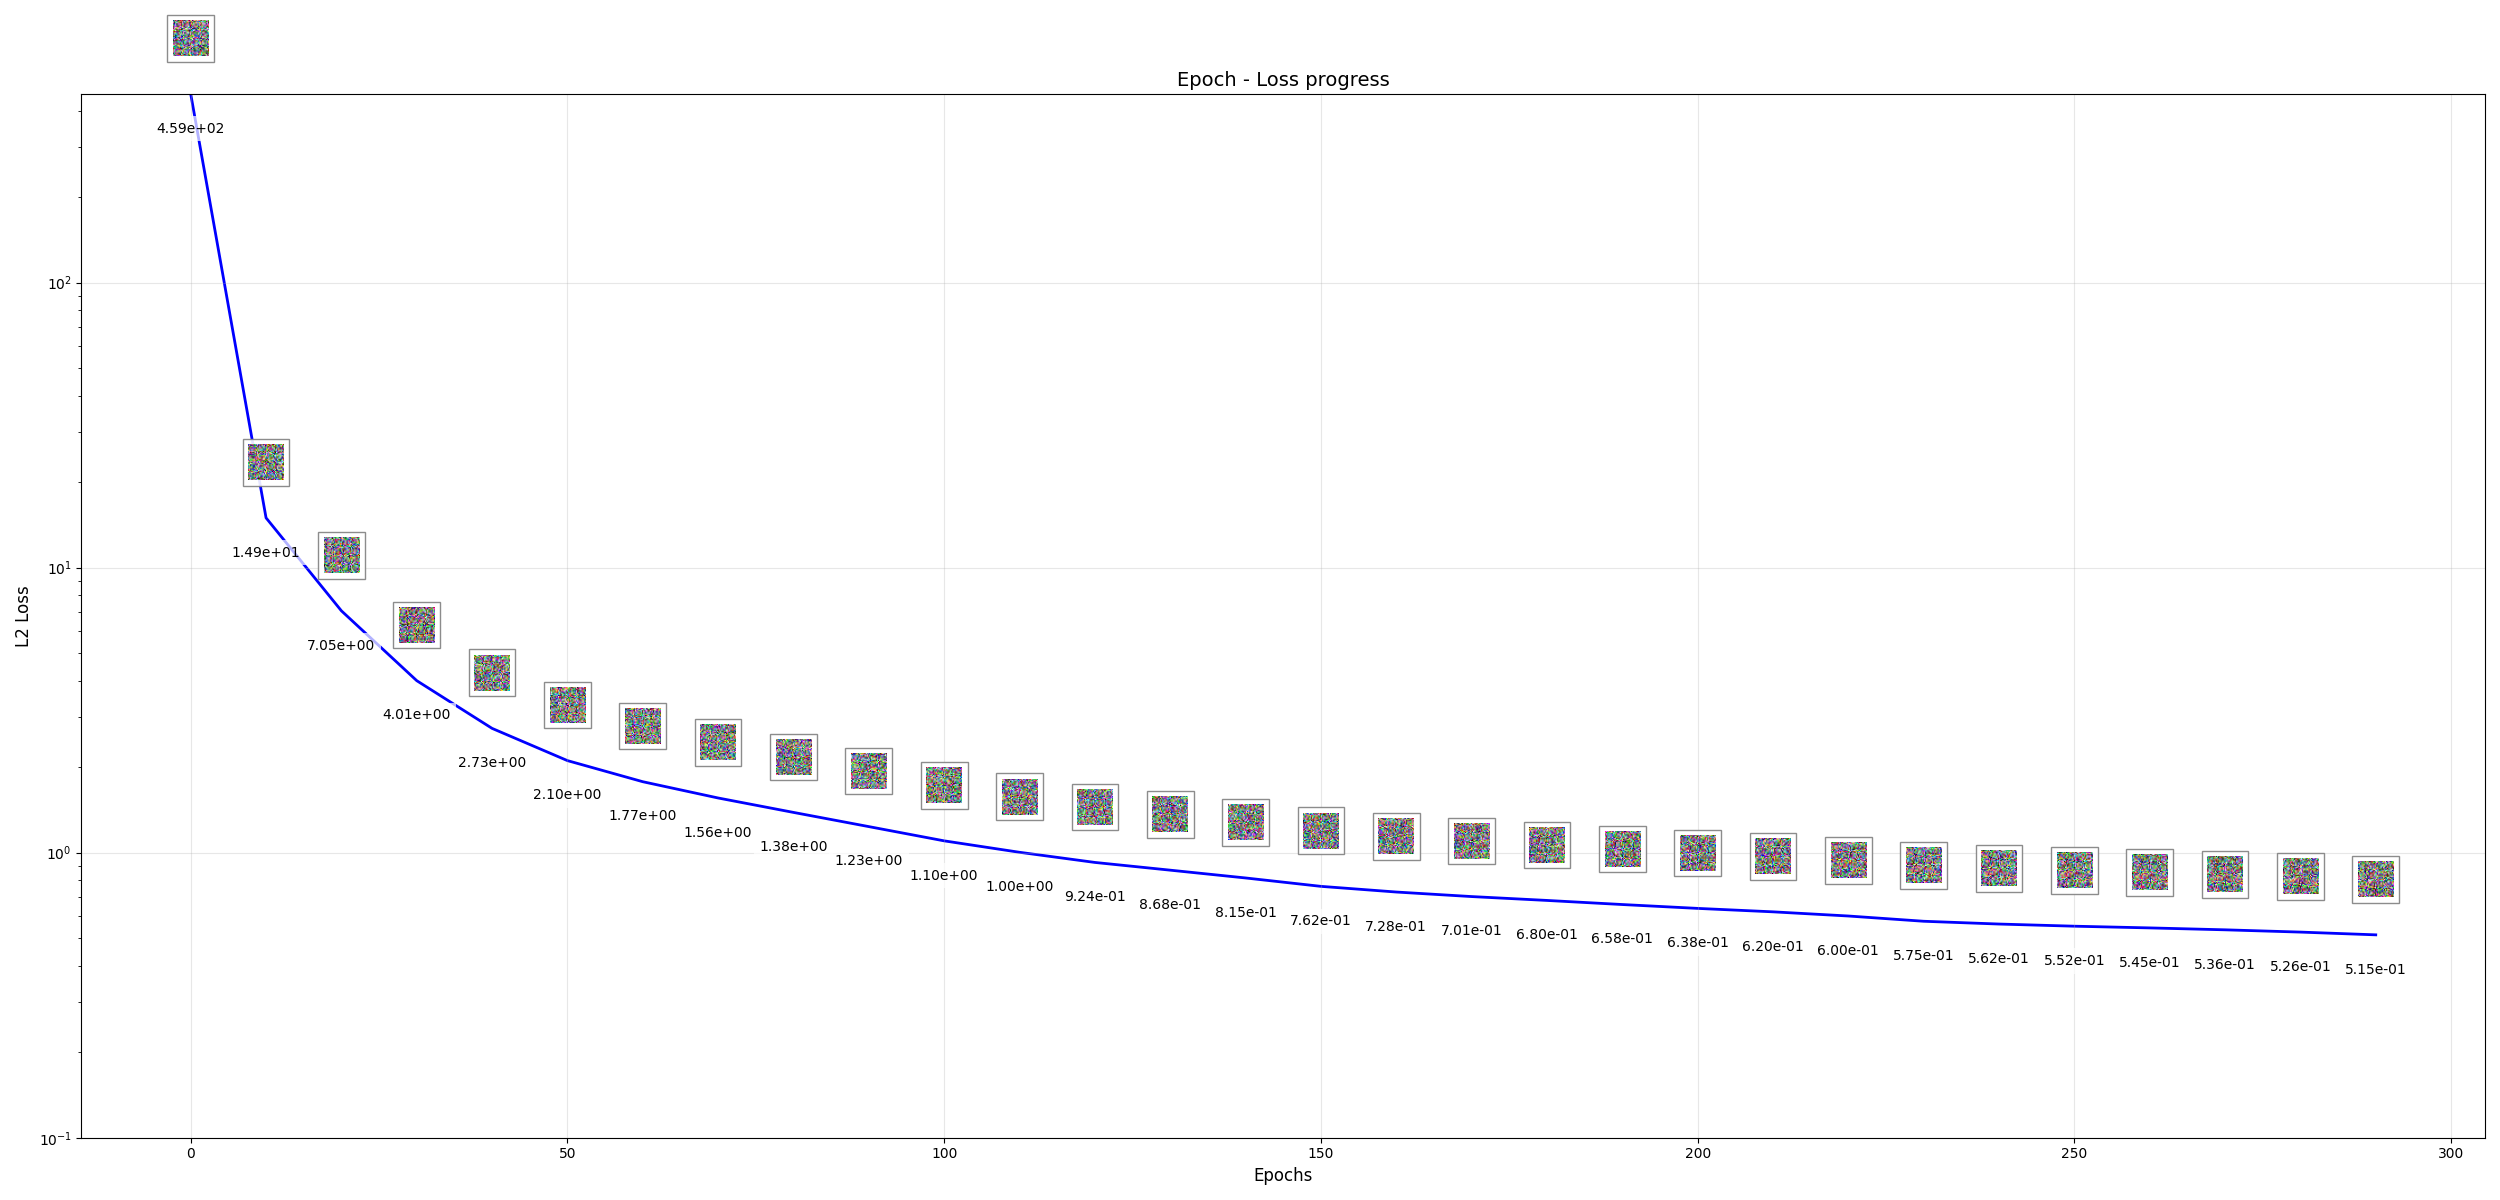 Epoch - Loss progress
4.59e+02
1.49e+01
7.05e+00
4.01e+00
2.73e+00
2.10e+00
1.77e+00
1.56e+00
1.38e+00
1.23e+00
1.10e+00
1.00e+00
9.24e-01
8.68e-01
8.15e-01
7.62e-01
7.28e-01
7.01e-01
6.80e-01
6.58e-01
6.38e-01
6.20e-01
6.00e-01
5.75e-01
5.62e-01
5.52e-01
5.45e-01
5.36e-01
5.26e-01
5.15e-01
L2 Loss
10²
10¹
10⁰
10⁻¹
0 50 100 150 200 250 300
Epochs